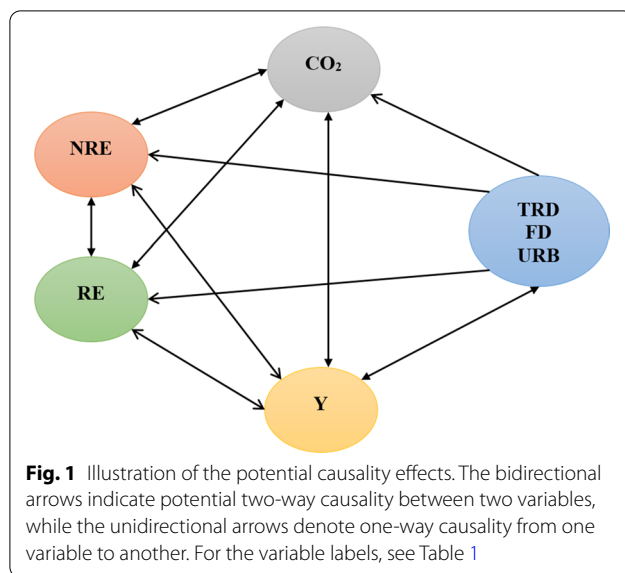 CO₂
NRE
TRD
FD
URB
RE
Y
Fig. 1 Illustration of the potential causality effects. The bidirectional
arrows indicate potential two-way causality between two variables,
while the unidirectional arrows denote one-way causality from one
variable to another. For the variable labels, see Table 1